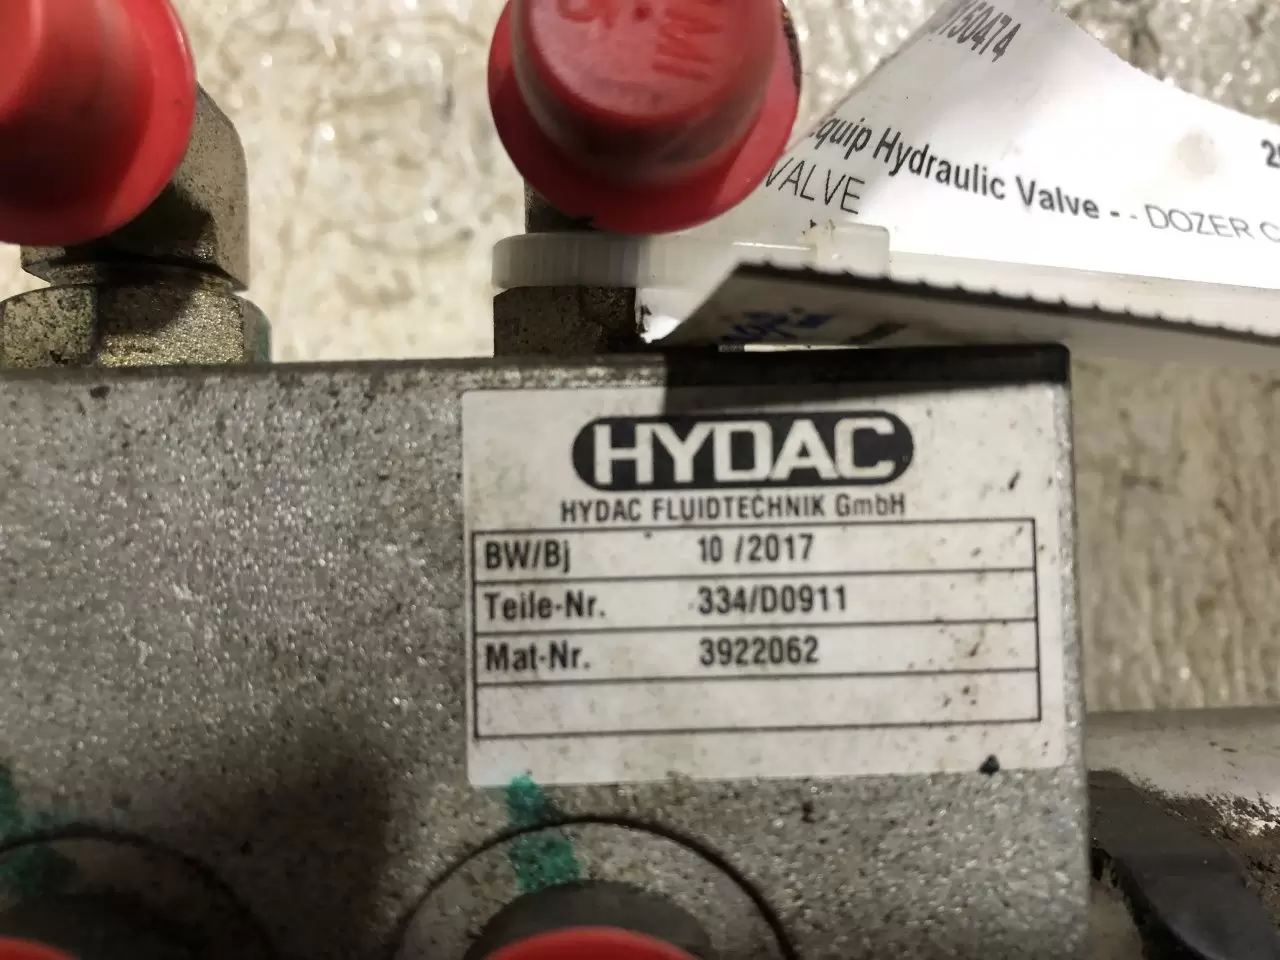 150474
Equip Hydraulic Valve - - DOZER C
VALVE
HYDAC
HYDAC FLUIDTECHNIK GmbH
BW/Bj 10 /2017
Teile-Nr. 334/D0911
Mat-Nr. 3922062